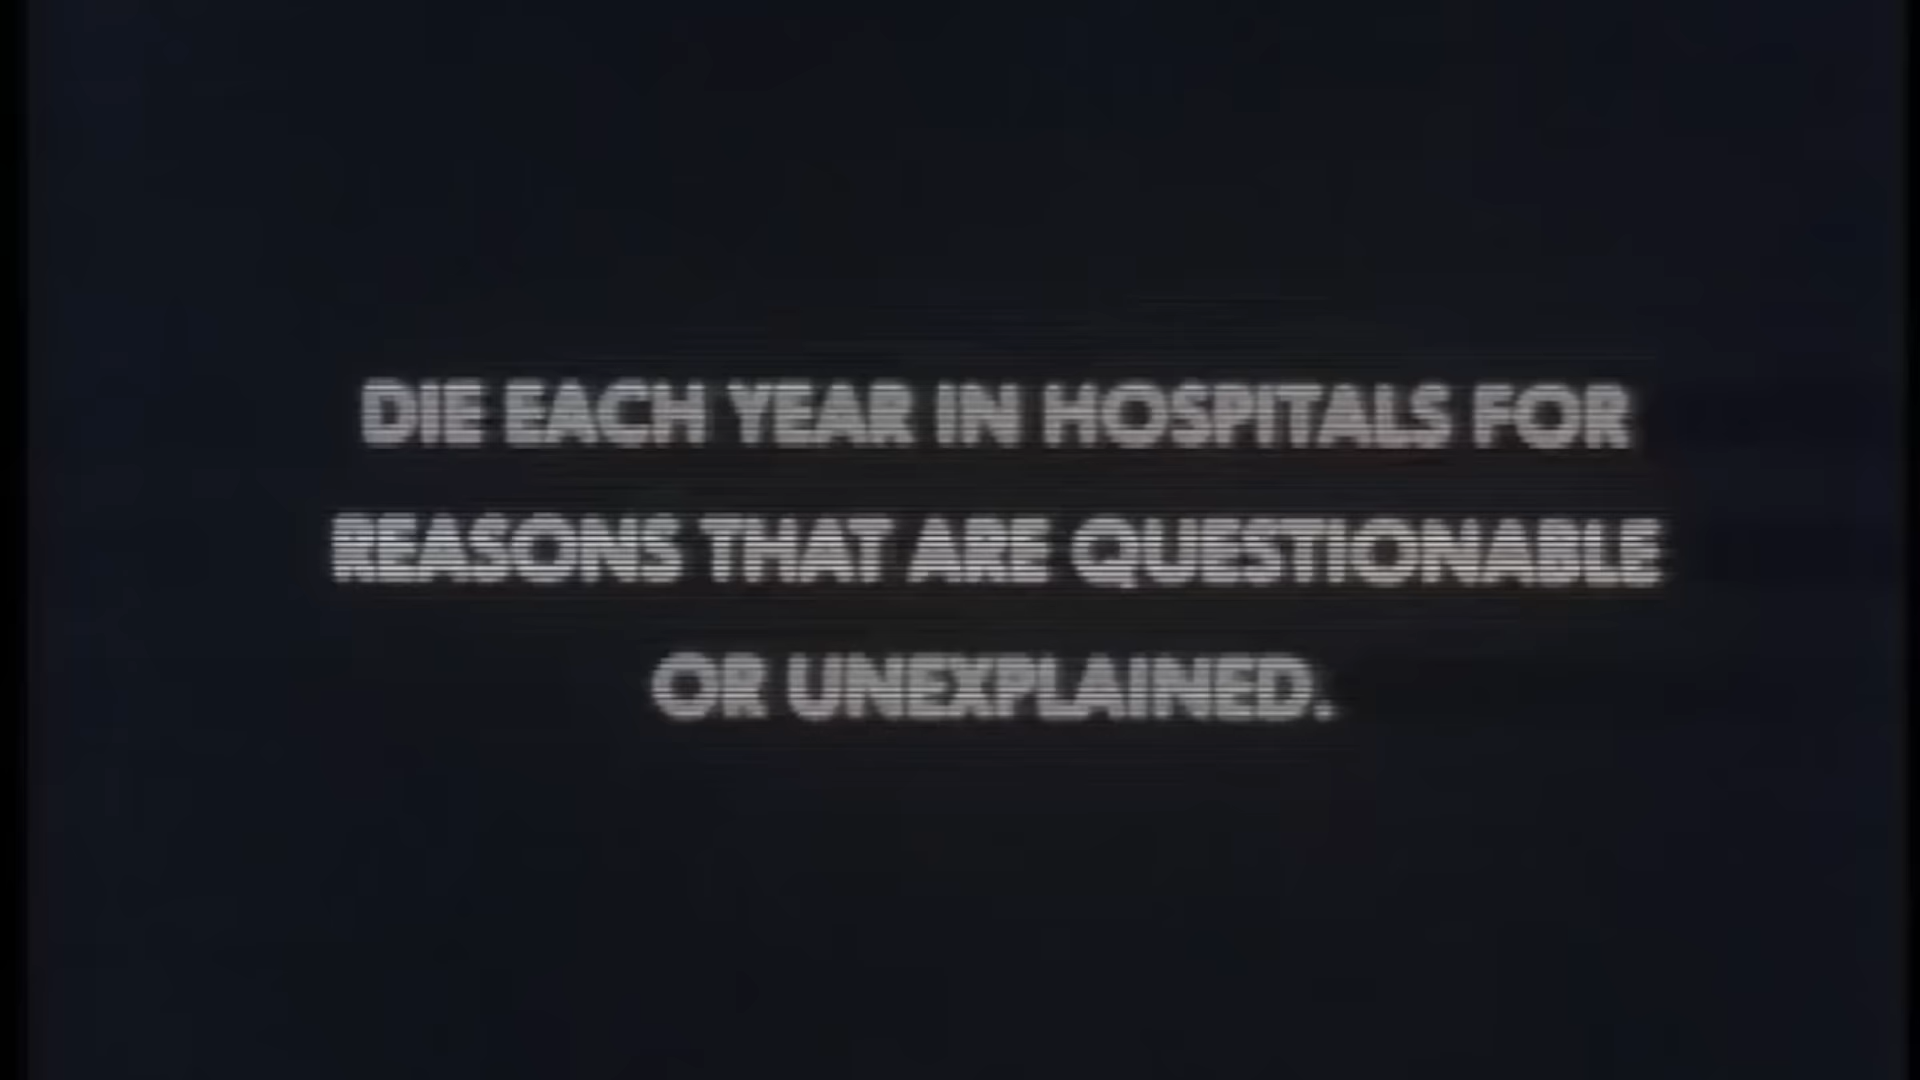 DIE EACH YEAR IN HOSPITALS FOR
REASONS THAT ARE QUESTIONABLE
OR UNEXPLAINED.